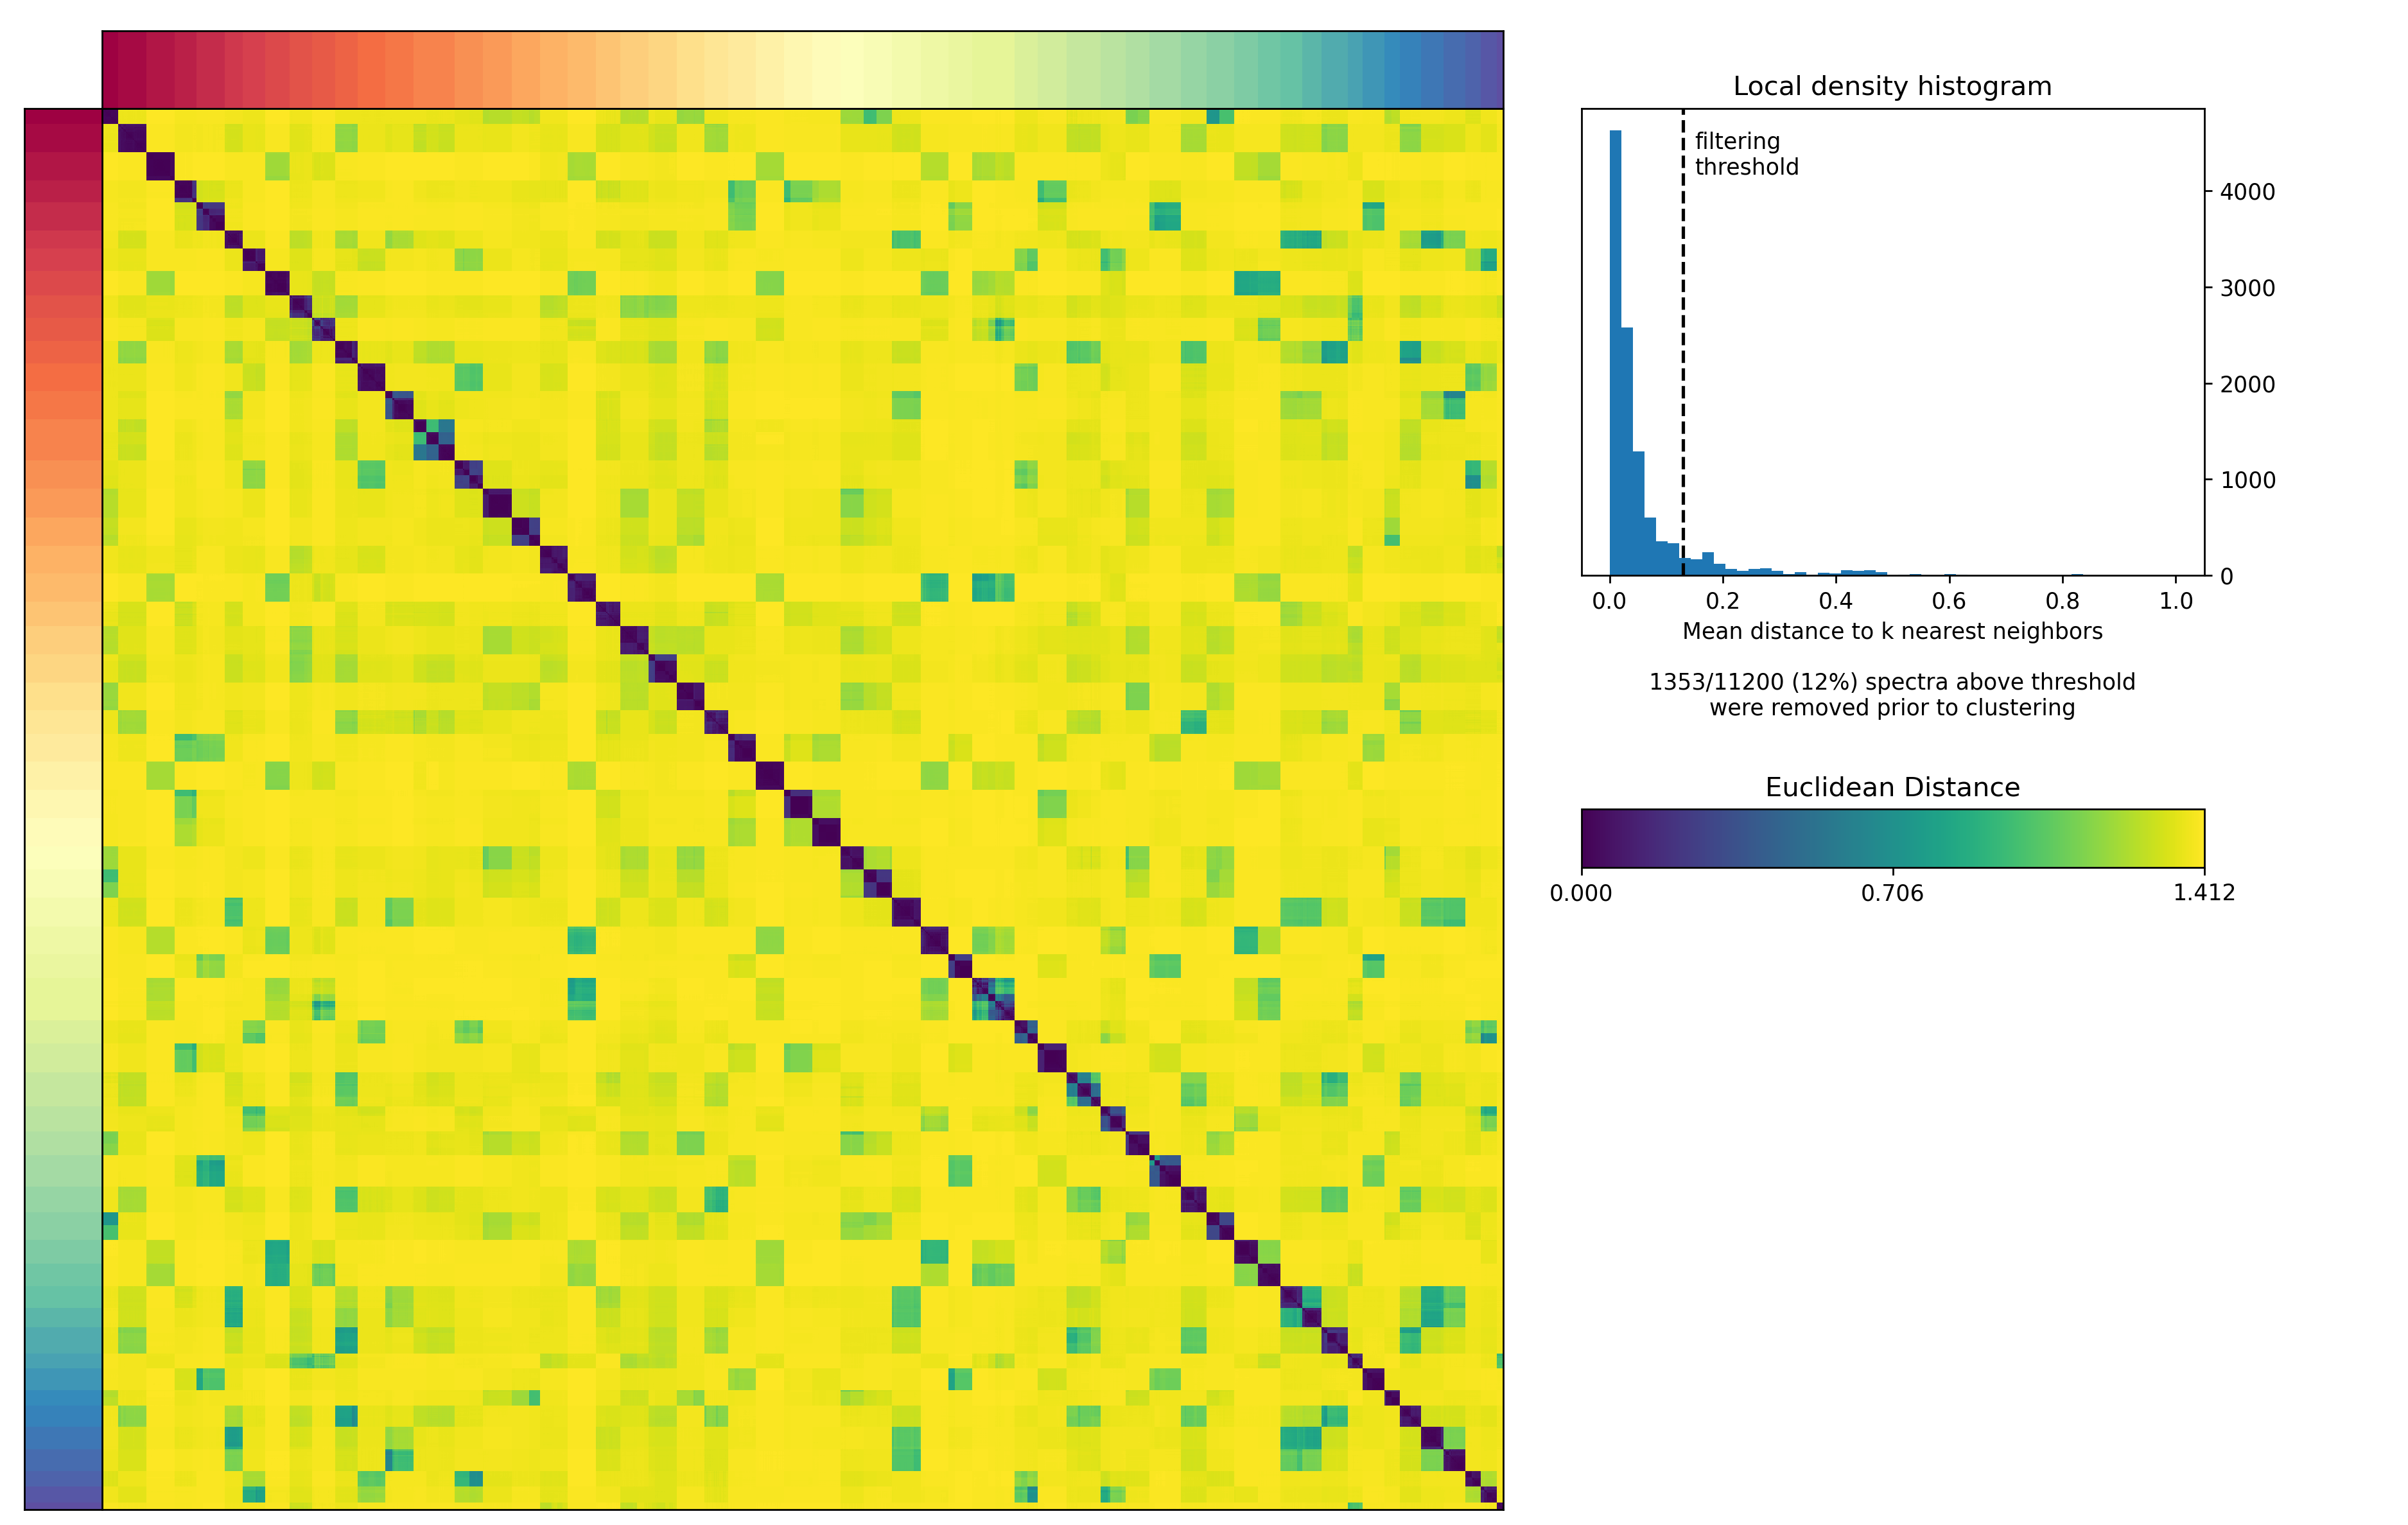 Local density histogram
filtering
threshold
4000
3000
2000
1000
0
0.0 0.2 0.4 0.6 0.8 1.0
Mean distance to k nearest neighbors
1353/11200 (12%) spectra above threshold
were removed prior to clustering
Euclidean Distance
0.000 0.706 1.412